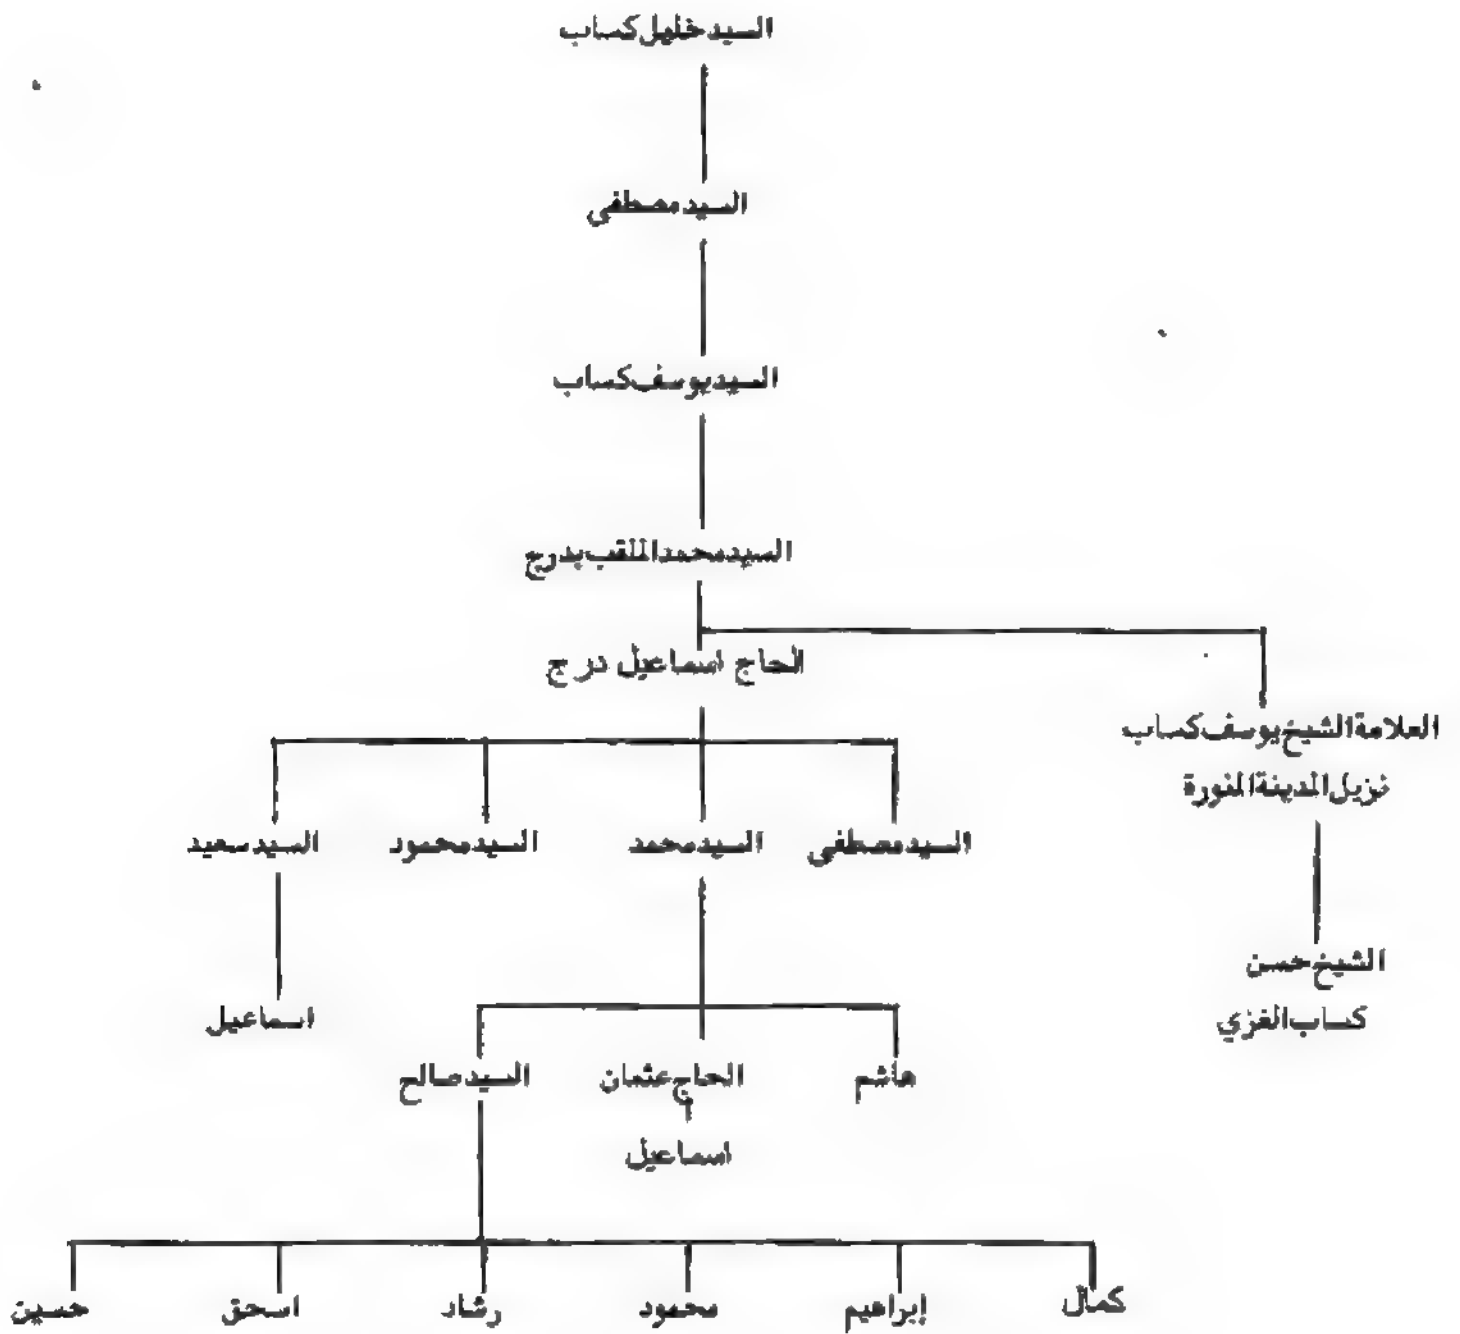 السيد خليل كساب
السيد مصطفى
السيد يوسف كساب
السيد محمد الملقب بدرج
الحاج اسماعيل درج
العلامة الشيخ يوسف كساب
نزيل المدينة المنورة
السيد مصطفى
السيد محمد
السيد محمود
السيد سعيد
الشيخ حسن
كساب الغزي
اسماعيل
هاشم
الحاج عثمان
السيد صالح
اسماعيل
كمال
إبراهيم
محمود
رشاد
اسحق
حسين